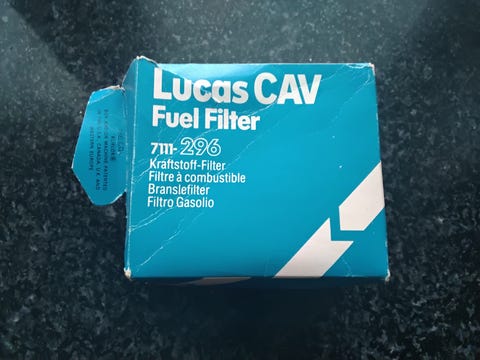 Lucas CAV
Fuel Filter
7111-296
Kraftstoff-Filter
Filtre à combustible
Branslefilter
Filtro Gasolio